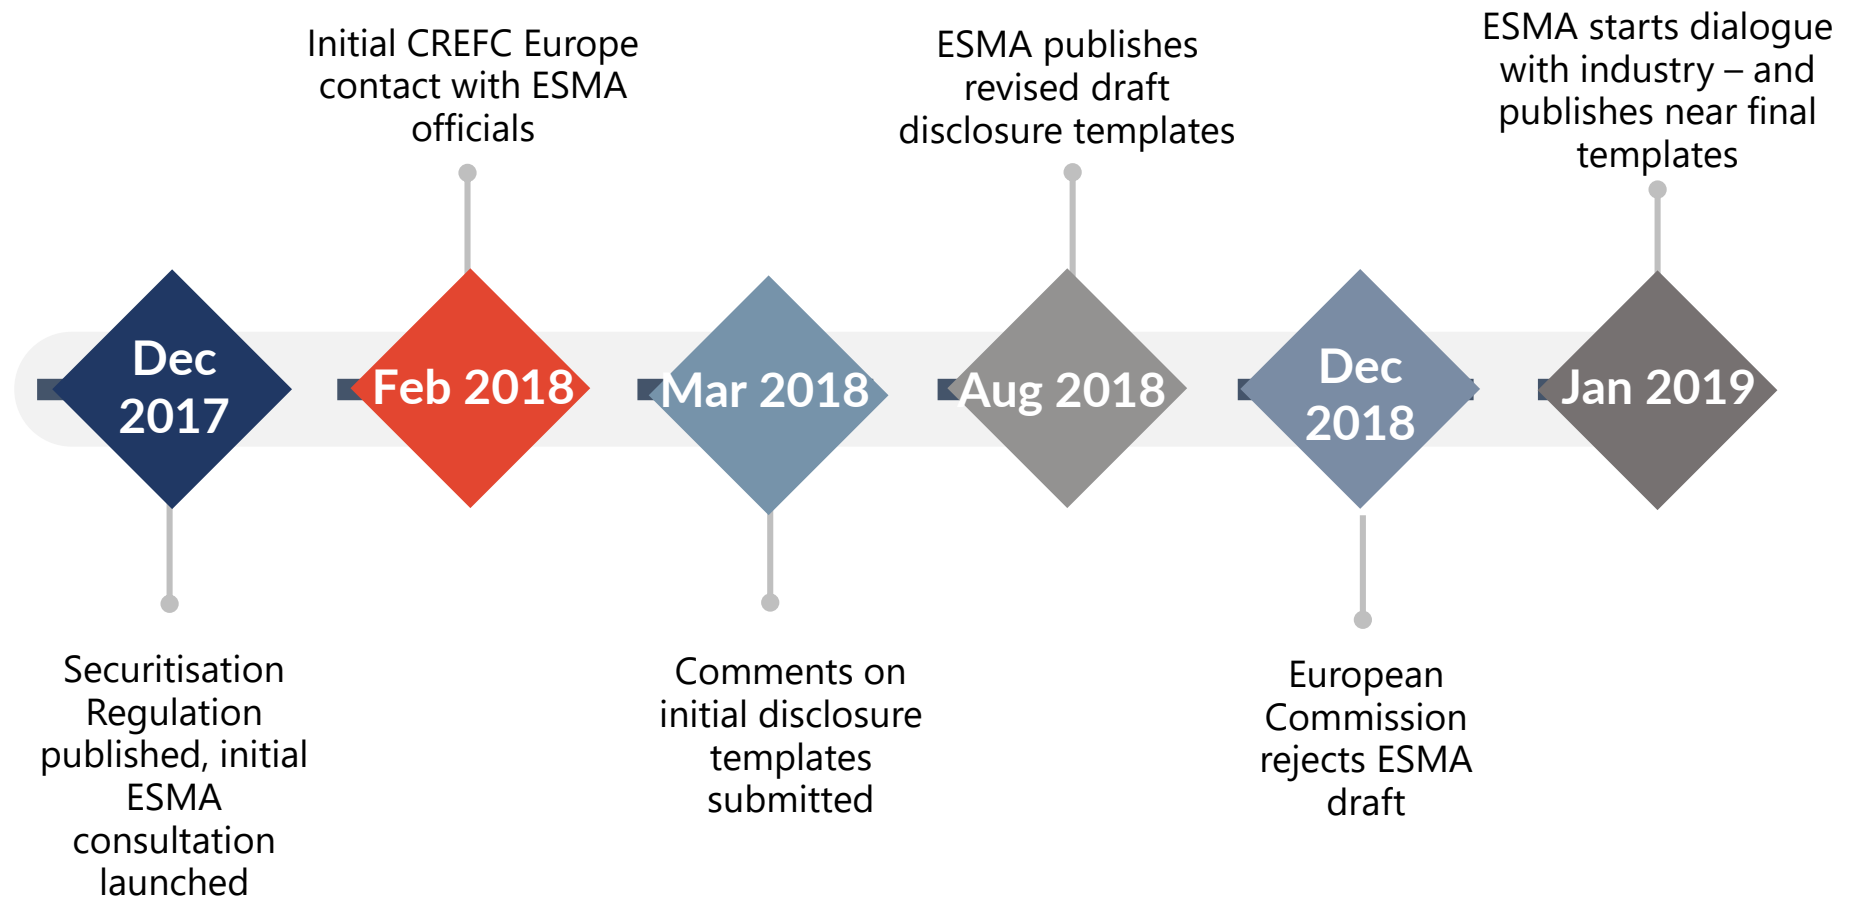 Initial CREFC Europe
contact with ESMA
officials
ESMA publishes
revised draft
disclosure templates
ESMA starts dialogue
with industry – and
publishes near final
templates
Dec
2017
Feb 2018
Mar 2018
Aug 2018
Dec
2018
Jan 2019
Securitisation
Regulation
published, initial
ESMA
consultation
launched
Comments on
initial disclosure
templates
submitted
European
Commission
rejects ESMA
draft